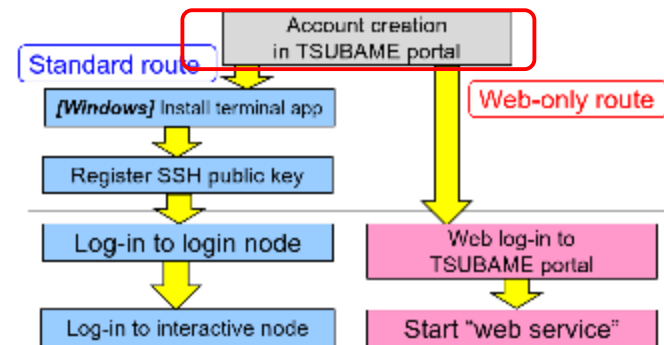 Account creation
in TSUBAME portal
Standard route
[Windows] Install terminal app
Web-only route
Register SSH public key
Log-in to login node
Web log-in to
TSUBAME portal
Log-in to interactive node
Start “web service”